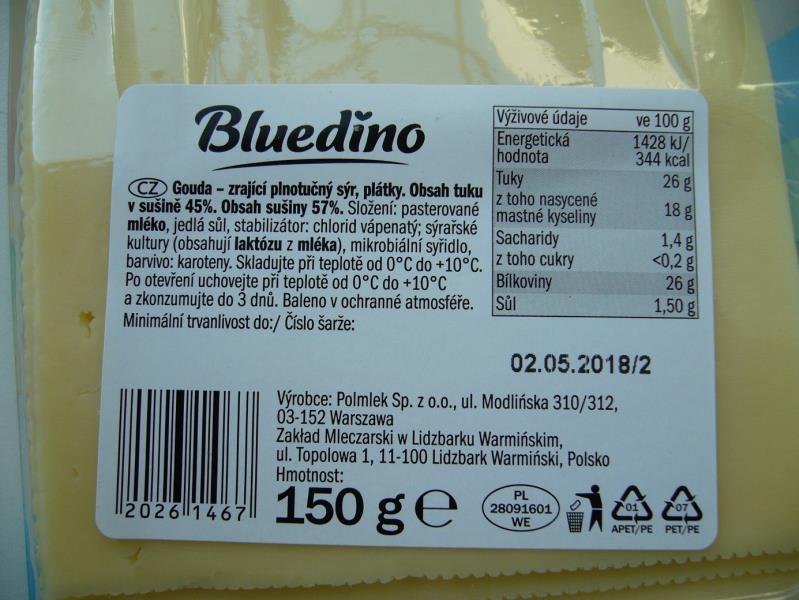 Bluedino
CZ Gouda – zrající plnotučný sýr, plátky. Obsah tuku
v sušině 45%. Obsah sušiny 57%. Složení: pasterované
mléko, jedlá sůl, stabilizátor: chlorid vápenatý; sýrařské
kultury (obsahují laktózu z mléka), mikrobiální syřidlo,
barvivo: karoteny. Skladujte při teplotě od 0°C do +10°C.
Po otevření uchovejte při teplotě od 0°C do +10°C
a zkonzumujte do 3 dnů. Baleno v ochranné atmosféře.
Minimální trvanlivost do:/ Číslo šarže:
Výživové údaje ve 100 g
Energetická 1428 kJ/
hodnota 344 kcal
Tuky 26 g
z toho nasycené
mastné kyseliny 18 g
Sacharidy 1,4 g
z toho cukry <0,2 g
Bílkoviny 26 g
Sůl 1,50 g
02.05.2018/2
Výrobce: Polmlek Sp. z o.o., ul. Modlińska 310/312,
03-152 Warszawa
Zakład Mleczarski w Lidzbarku Warmińskim,
ul. Topolowa 1, 11-100 Lidzbark Warmiński, Polsko
Hmotnost:
150 g e
2026 1467
PL
28091601
WE
01
APET/PE
07
PET/PE